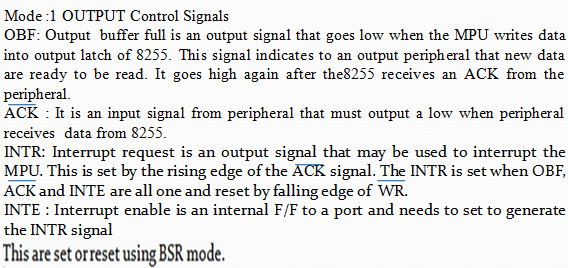 Mode :1 OUTPUT Control Signals
OBF: Output buffer full is an output signal that goes low when the MPU writes data
into output latch of 8255. This signal indicates to an output peripheral that new data
are ready to be read. It goes high again after the8255 receives an ACK from the
peripheral.
ACK : It is an input signal from peripheral that must output a low when peripheral
receives data from 8255.
INTR: Interrupt request is an output signal that may be used to interrupt the
MPU. This is set by the rising edge of the ACK signal. The INTR is set when OBF,
ACK and INTE are all one and reset by falling edge of WR.
INTE : Interrupt enable is an internal F/F to a port and needs to set to generate
the INTR signal
This are set or reset using BSR mode.